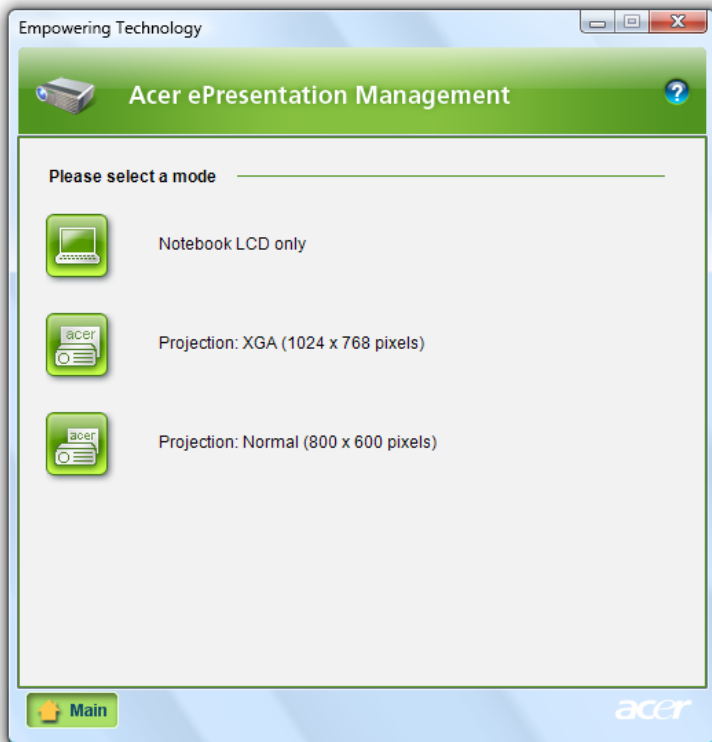 Empowering Technology
Acer ePresentation Management
?
Please select a mode
Notebook LCD only
acer
Projection: XGA (1024 x 768 pixels)
acer
Projection: Normal (800 x 600 pixels)
Main
acer